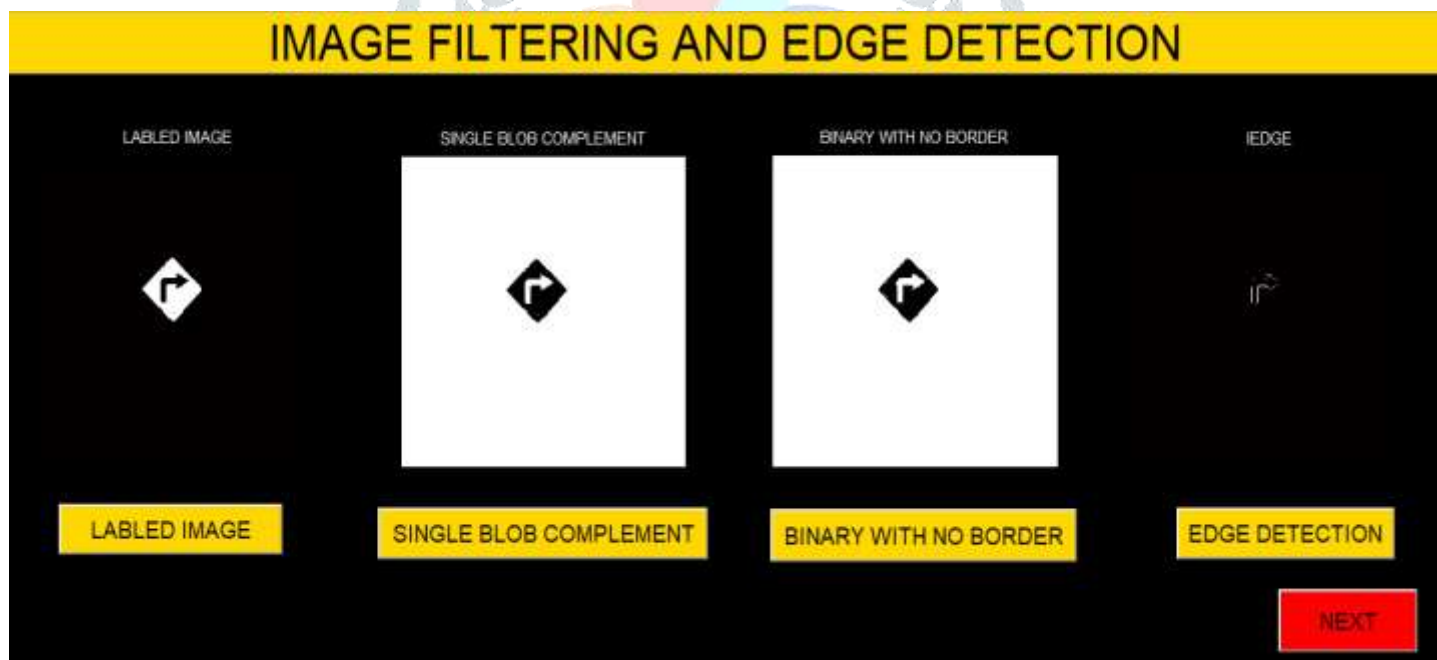 IMAGE FILTERING AND EDGE DETECTION
LABLED IMAGE
SINGLE BLOB COMPLEMENT
BINARY WITH NO BORDER
IEDGE
LABLED IMAGE
SINGLE BLOB COMPLEMENT
BINARY WITH NO BORDER
EDGE DETECTION
NEXT